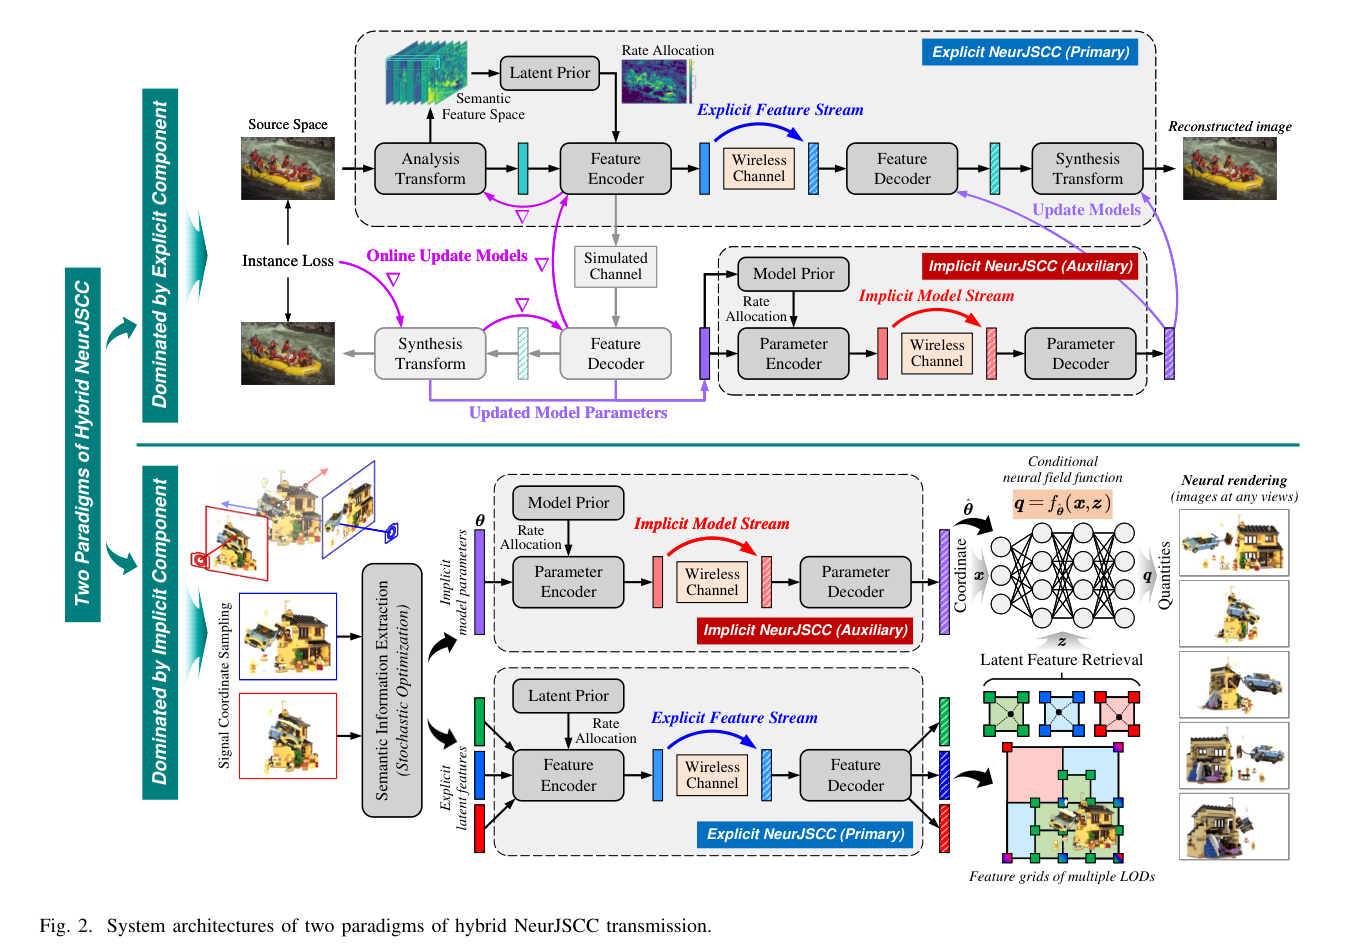 Two Paradigms of Hybrid NeurJSCC
Dominated by Explicit Component
Source Space
Semantic
Feature Space
Latent Prior
Rate Allocation
Explicit NeurJSCC (Primary)
Explicit Feature Stream
Analysis
Transform
Feature
Encoder
Wireless
Channel
Feature
Decoder
Synthesis
Transform
Reconstructed image
∇
Update Models
Instance Loss
Online Update Models
∇
∇
Simulated
Channel
∇
Synthesis
Transform
Feature
Decoder
Updated Model Parameters
Model Prior
Implicit NeurJSCC (Auxiliary)
Rate
Allocation
Implicit Model Stream
Parameter
Encoder
Wireless
Channel
Parameter
Decoder
Dominated by Implicit Component
Signal Coordinate Sampling
Semantic Information Extraction
(Stochastic Optimization)
θ
Implicit
model parameters
Model Prior
Rate
Allocation
Implicit Model Stream
Parameter
Encoder
Wireless
Channel
Parameter
Decoder
Implicit NeurJSCC (Auxiliary)
Explicit
latent features
Latent Prior
Rate
Allocation
Explicit Feature Stream
Feature
Encoder
Wireless
Channel
Feature
Decoder
Explicit NeurJSCC (Primary)
Conditional
neural field function
q = f_θ̂(x, z)
θ̂
Coordinate
x
q
Quantities
z
Latent Feature Retrieval
Feature grids of multiple LODs
Neural rendering
(images at any views)
Fig. 2. System architectures of two paradigms of hybrid NeurJSCC transmission.